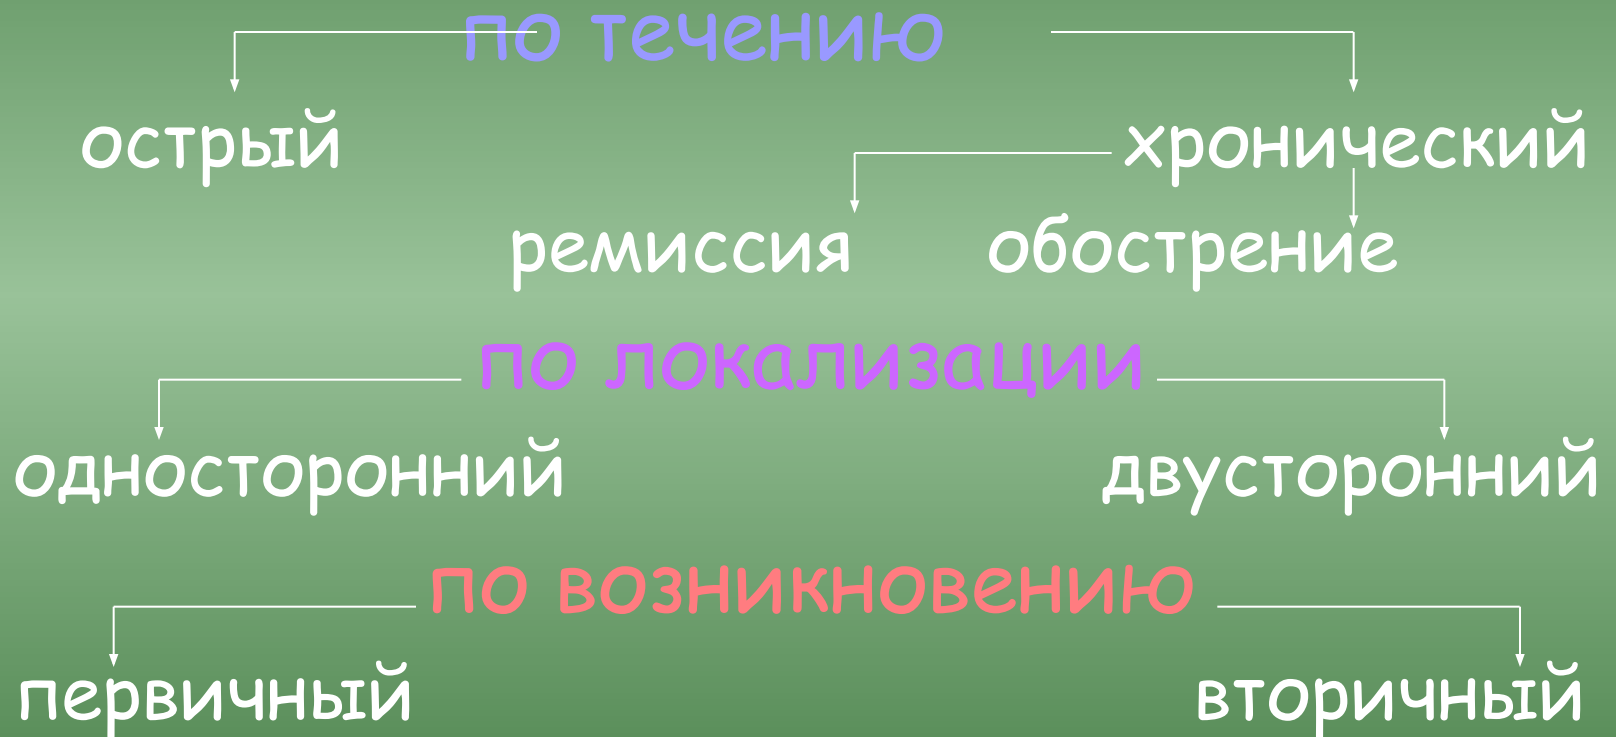 по течению
острый хронический
ремиссия обострение
по локализации
односторонний двусторонний
по возникновению
первичный вторичный